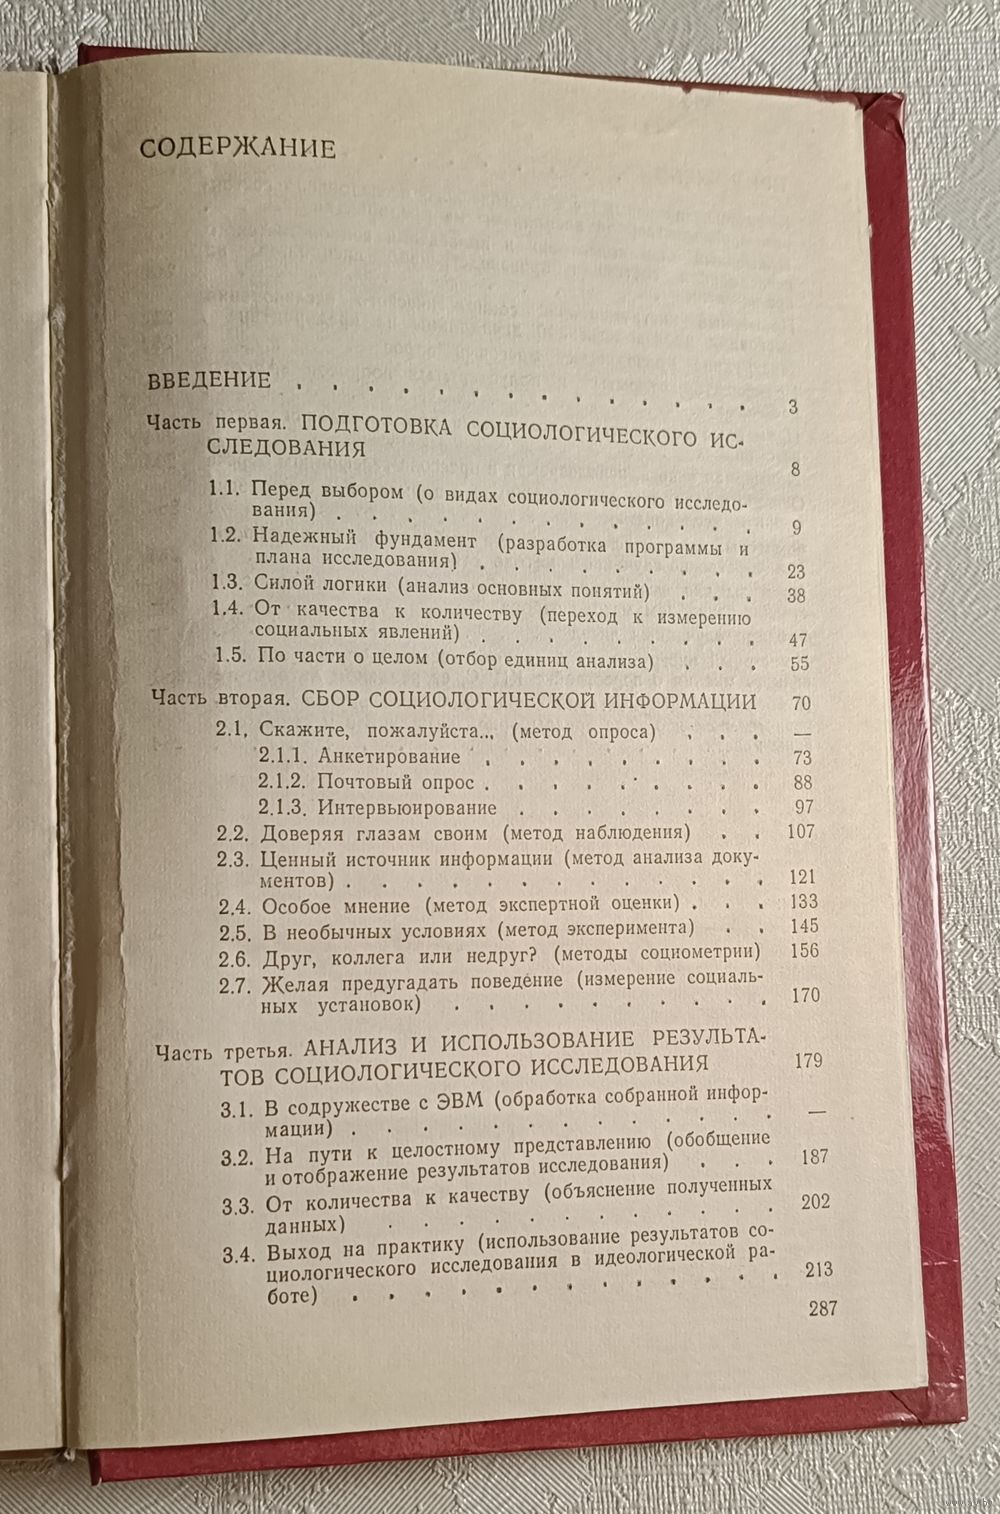 СОДЕРЖАНИЕ
ВВЕДЕНИЕ . . . . . . . . . . . . . . 3
Часть первая. ПОДГОТОВКА СОЦИОЛОГИЧЕСКОГО ИС-
СЛЕДОВАНИЯ 8
1.1. Перед выбором (о видах социологического исследо-
вания) . . . . . . . . . . . . 9
1.2. Надежный фундамент (разработка программы и
плана исследования) . . . . . . . . 23
1.3. Силой логики (анализ основных понятий) . . . 38
1.4. От качества к количеству (переход к измерению
социальных явлений) . . . . . . . . 47
1.5. По части о целом (отбор единиц анализа) . . . 55
Часть вторая. СБОР СОЦИОЛОГИЧЕСКОЙ ИНФОРМАЦИИ 70
2.1. Скажите, пожалуйста... (метод опроса) . . . —
2.1.1. Анкетирование . . . . . . . . . 73
2.1.2. Почтовый опрос . . . . . . . . . 88
2.1.3. Интервьюирование . . . . . . . . 97
2.2. Доверяя глазам своим (метод наблюдения) . . 107
2.3. Ценный источник информации (метод анализа доку-
ментов) . . . . . . . . . . . . 121
2.4. Особое мнение (метод экспертной оценки) . . . 133
2.5. В необычных условиях (метод эксперимента) . . 145
2.6. Друг, коллега или недруг? (методы социометрии) 156
2.7. Желая предугадать поведение (измерение социаль-
ных установок) . . . . . . . . . 170
Часть третья. АНАЛИЗ И ИСПОЛЬЗОВАНИЕ РЕЗУЛЬТА-
ТОВ СОЦИОЛОГИЧЕСКОГО ИССЛЕДОВАНИЯ 179
3.1. В содружестве с ЭВМ (обработка собранной инфор-
мации) . . . . . . . . . . . . —
3.2. На пути к целостному представлению (обобщение
и отображение результатов исследования) . . . 187
3.3. От количества к качеству (объяснение полученных
данных) . . . . . . . . . . . 202
3.4. Выход на практику (использование результатов со-
циологического исследования в идеологической ра-
боте) . . . . . . . . . . . . 213
287